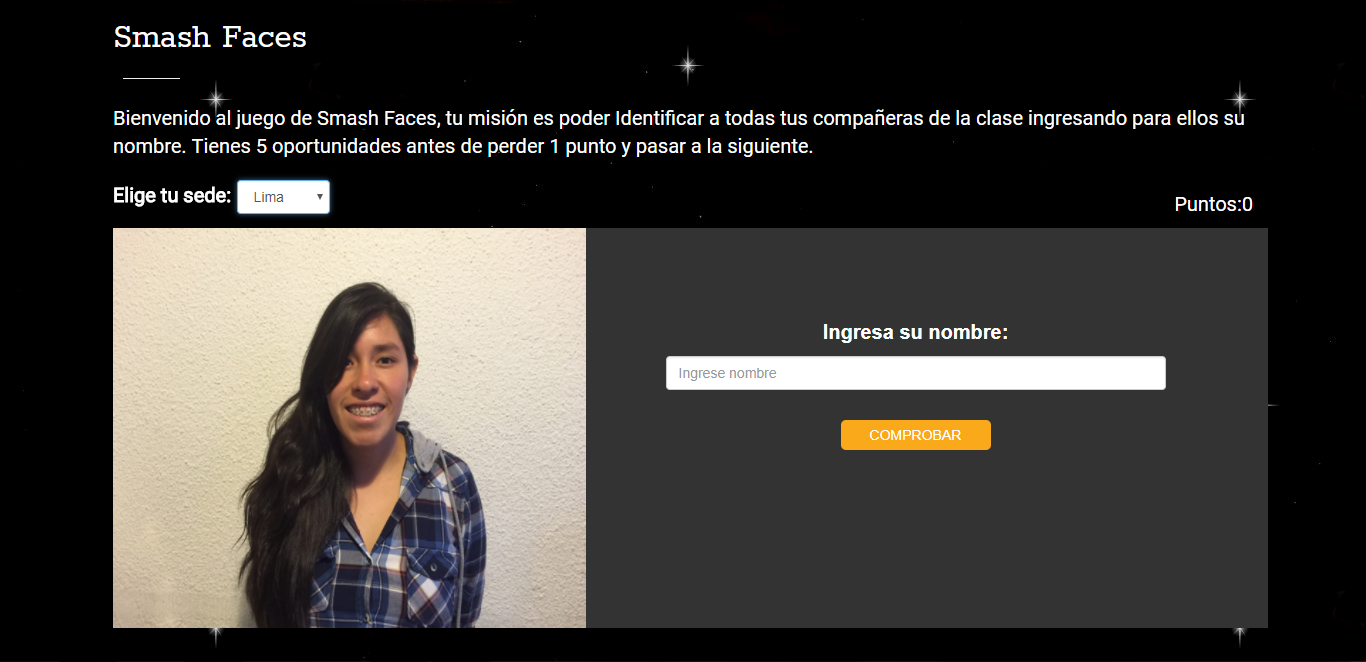 Smash Faces
Bienvenido al juego de Smash Faces, tu misión es poder Identificar a todas tus compañeras de la clase ingresando para ellos su
nombre. Tienes 5 oportunidades antes de perder 1 punto y pasar a la siguiente.
Elige tu sede: Lima
Puntos:0
Ingresa su nombre:
Ingrese nombre
COMPROBAR